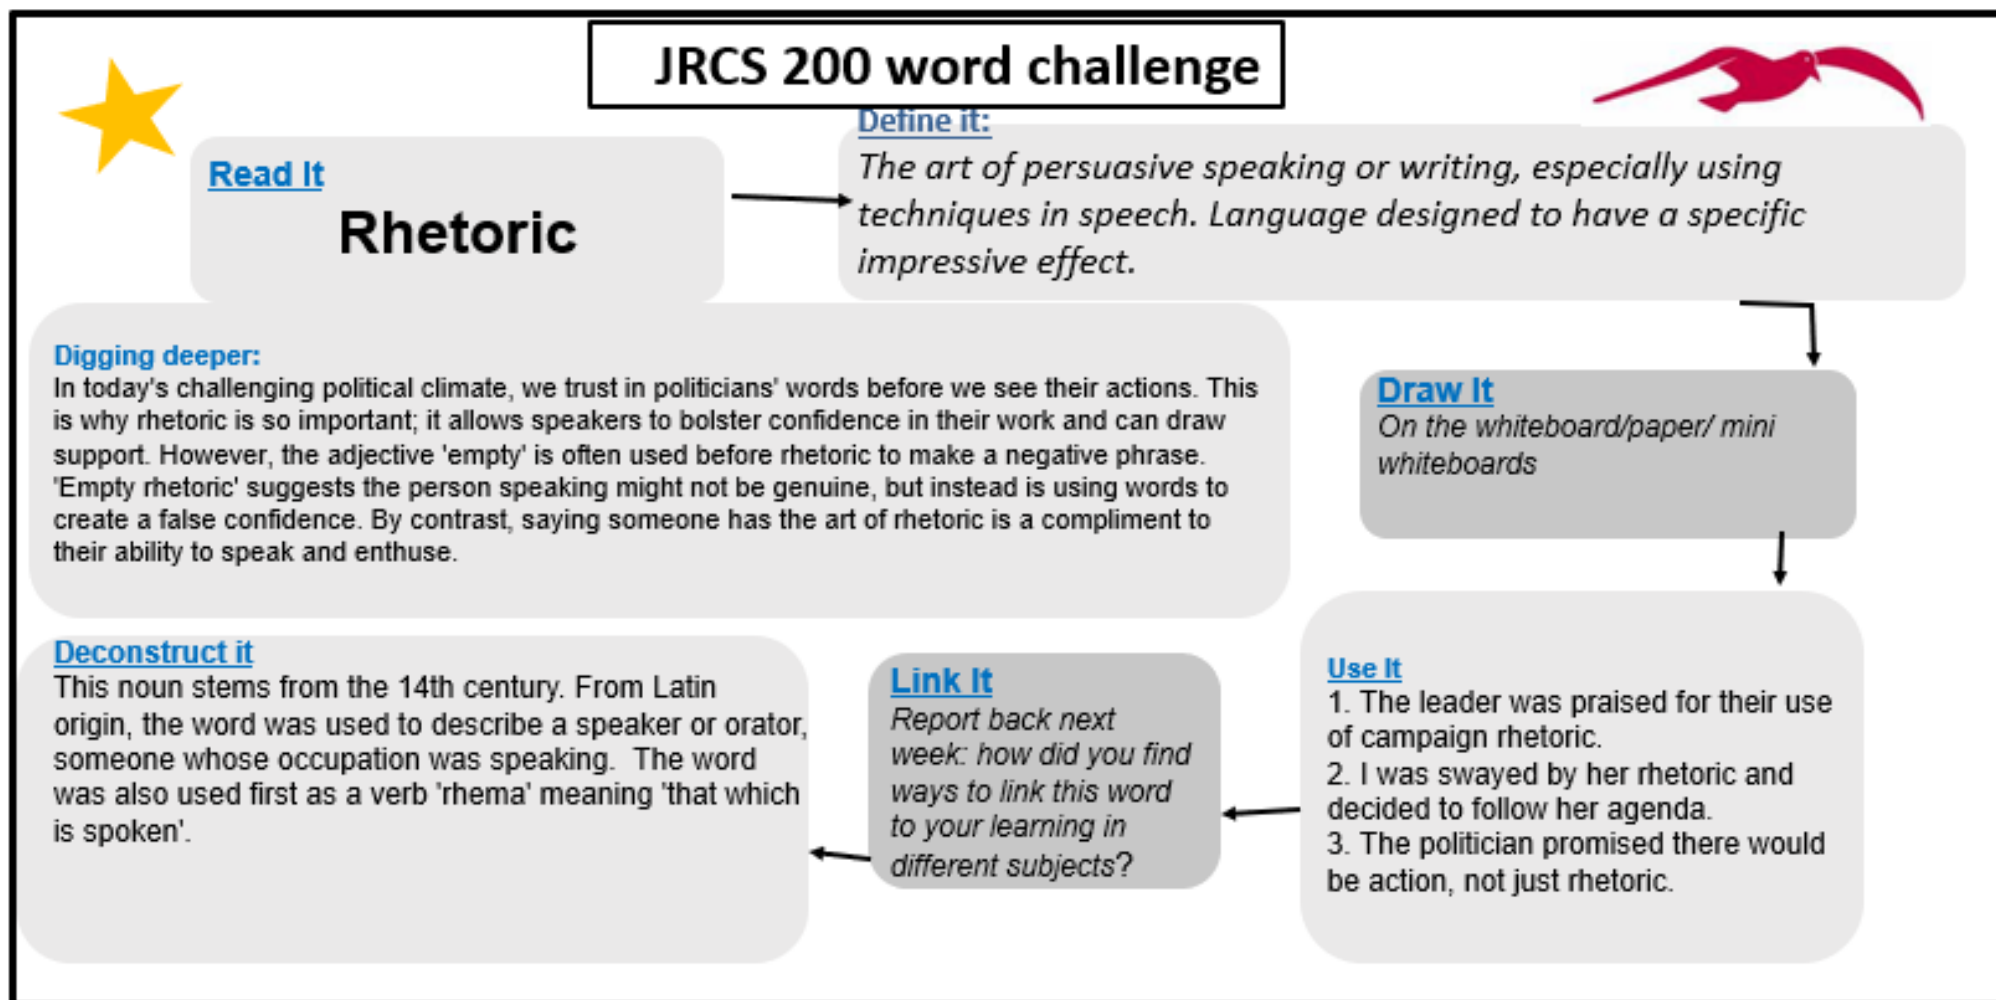 JRCS 200 word challenge
Read It
Rhetoric
Define it:
The art of persuasive speaking or writing, especially using
techniques in speech. Language designed to have a specific
impressive effect.
Digging deeper:
In today's challenging political climate, we trust in politicians' words before we see their actions. This
is why rhetoric is so important; it allows speakers to bolster confidence in their work and can draw
support. However, the adjective 'empty' is often used before rhetoric to make a negative phrase.
'Empty rhetoric' suggests the person speaking might not be genuine, but instead is using words to
create a false confidence. By contrast, saying someone has the art of rhetoric is a compliment to
their ability to speak and enthuse.
Draw It
On the whiteboard/paper/ mini
whiteboards
Use It
1. The leader was praised for their use
of campaign rhetoric.
2. I was swayed by her rhetoric and
decided to follow her agenda.
3. The politician promised there would
be action, not just rhetoric.
Link It
Report back next
week: how did you find
ways to link this word
to your learning in
different subjects?
Deconstruct it
This noun stems from the 14th century. From Latin
origin, the word was used to describe a speaker or orator,
someone whose occupation was speaking.  The word
was also used first as a verb 'rhema' meaning 'that which
is spoken'.